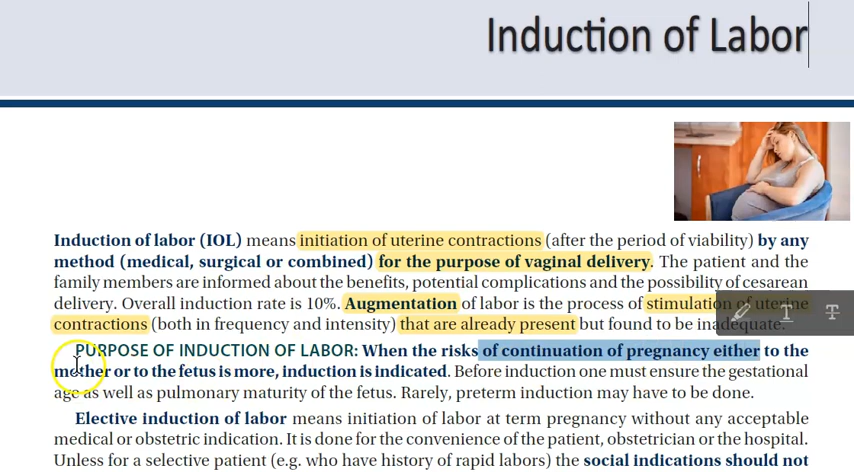 Induction of Labor
Induction of labor (IOL) means initiation of uterine contractions (after the period of viability) by any
method (medical, surgical or combined) for the purpose of vaginal delivery. The patient and the
family members are informed about the benefits, potential complications and the possibility of cesarean
delivery. Overall induction rate is 10%. Augmentation of labor is the process of stimulation of uterine
contractions (both in frequency and intensity) that are already present but found to be inadequate.
PURPOSE OF INDUCTION OF LABOR: When the risks of continuation of pregnancy either to the
mother or to the fetus is more, induction is indicated. Before induction one must ensure the gestational
age as well as pulmonary maturity of the fetus. Rarely, preterm induction may have to be done.
Elective induction of labor means initiation of labor at term pregnancy without any acceptable
medical or obstetric indication. It is done for the convenience of the patient, obstetrician or the hospital.
Unless for a selective patient (e.g. who have history of rapid labors) the social indications should not